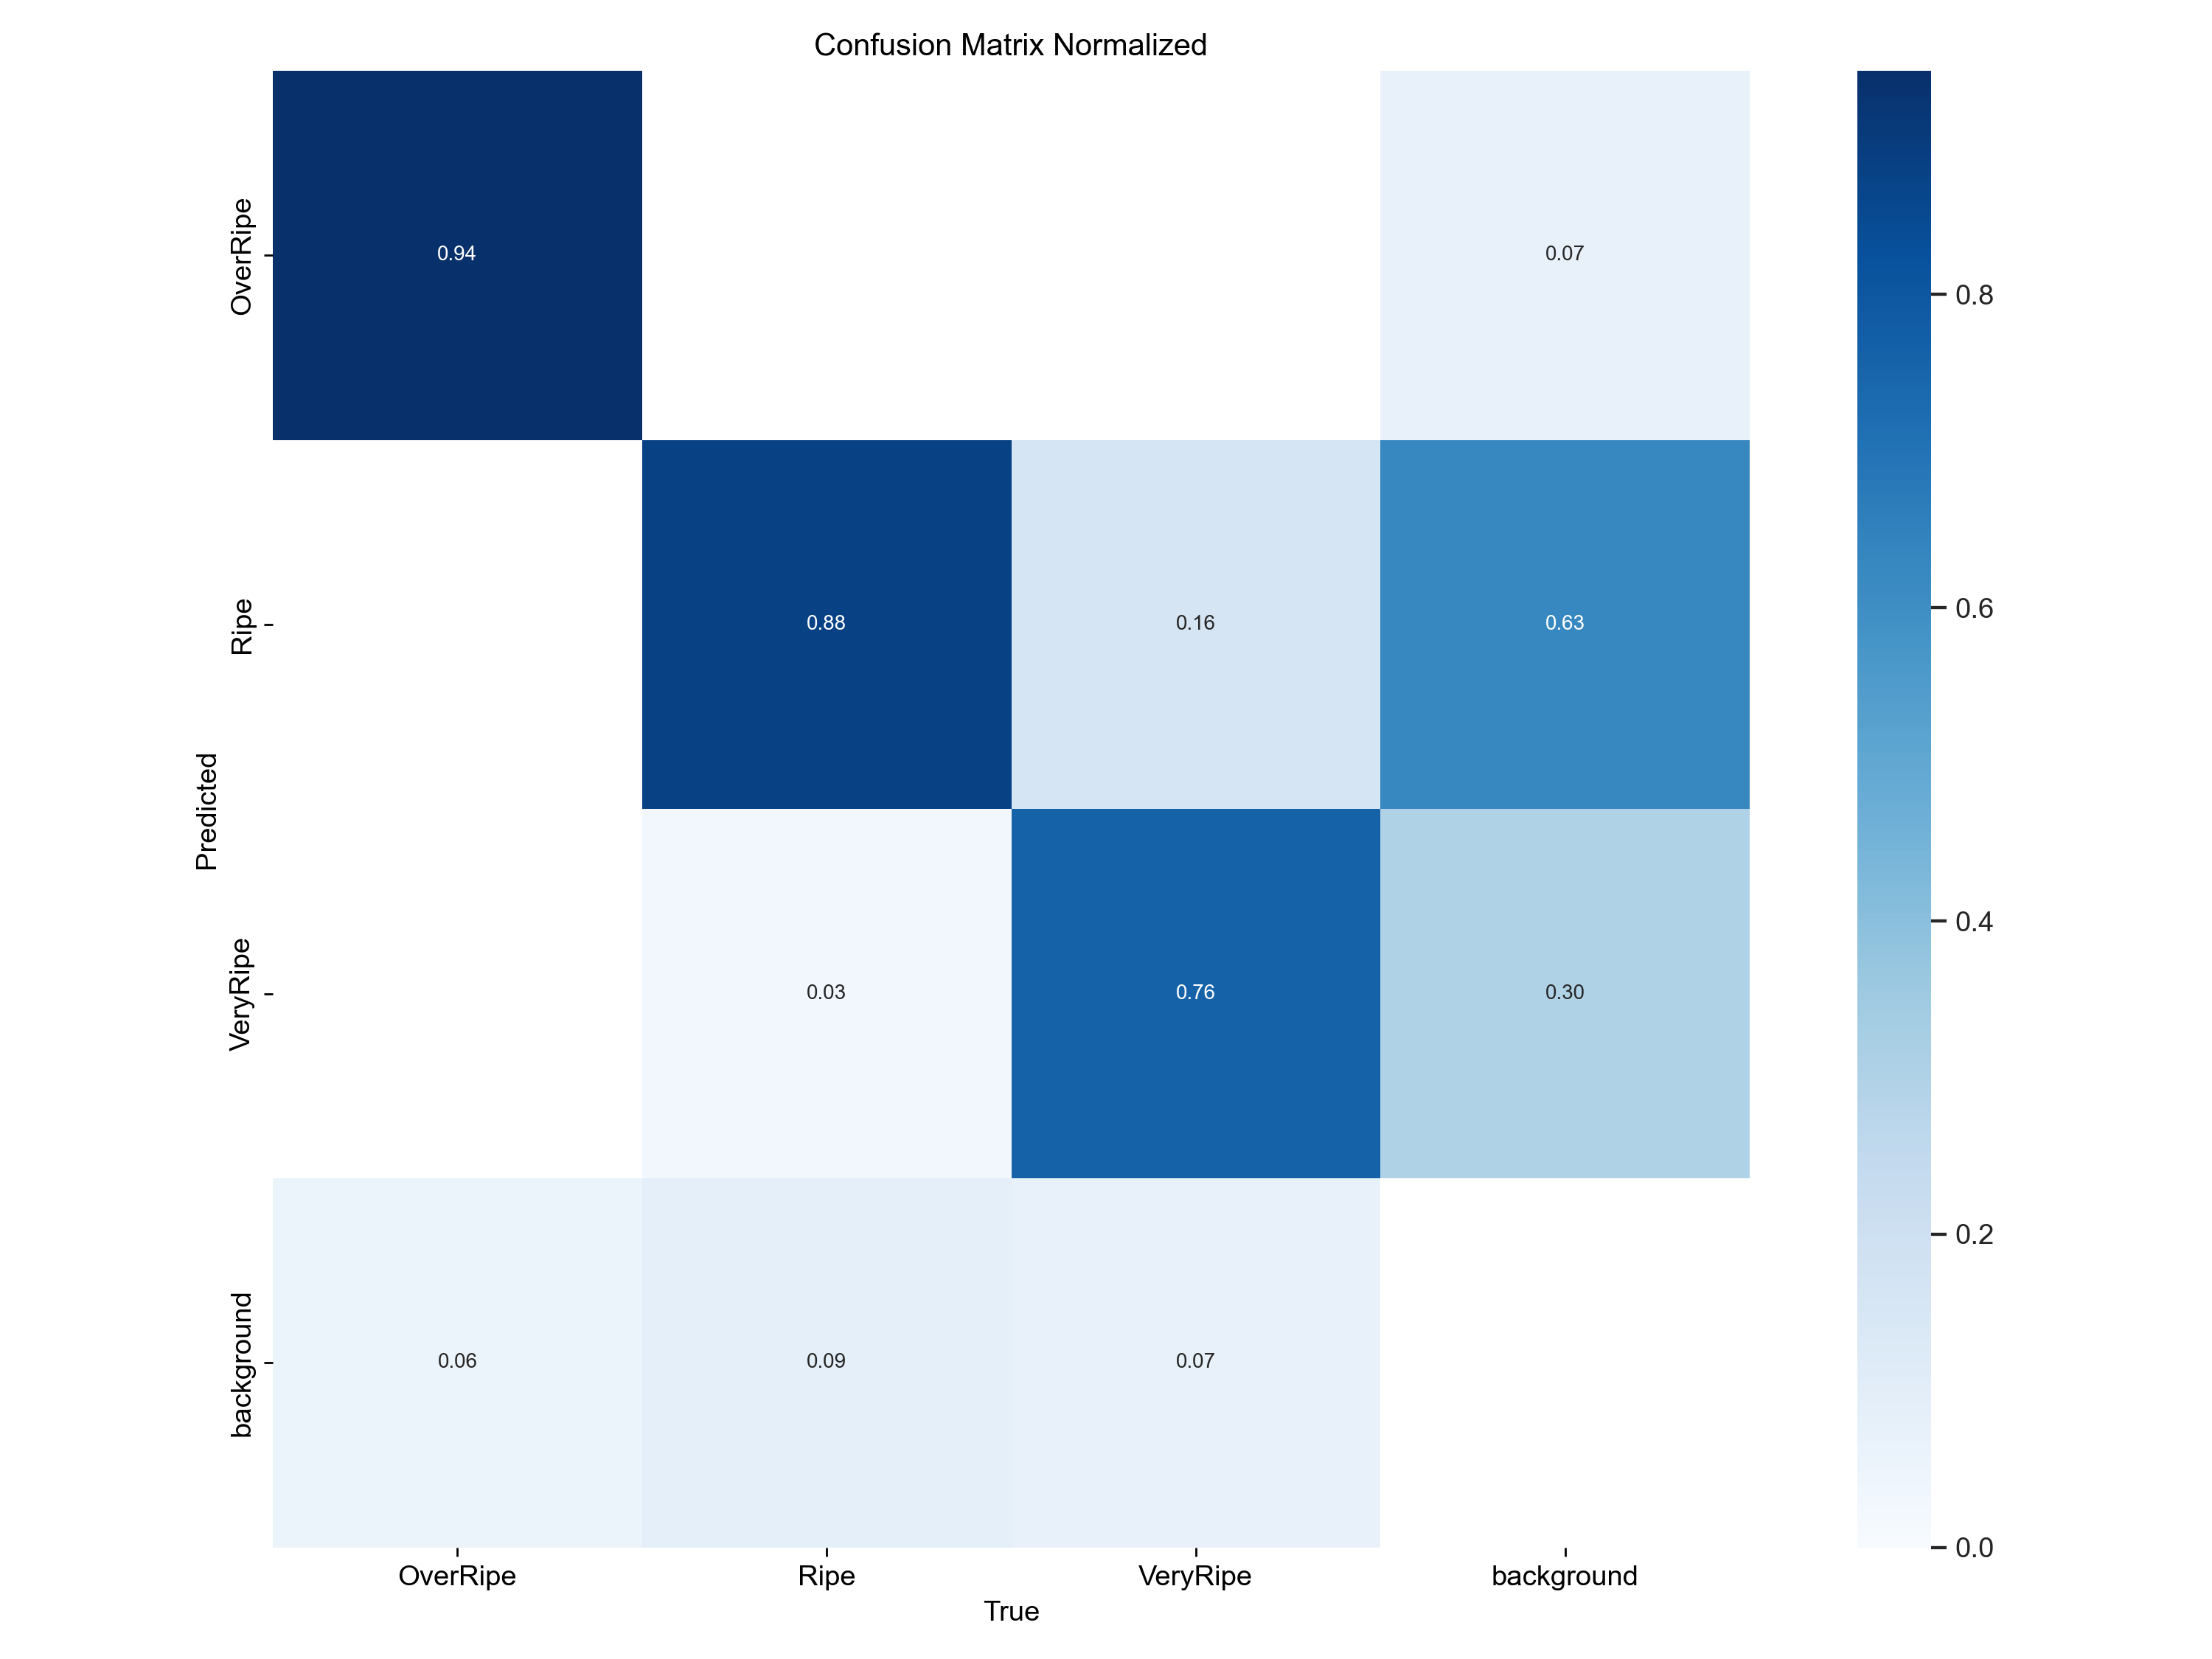 Confusion Matrix Normalized
OverRipe
0.94
0.07
0.8
Ripe
0.88
0.16
0.63
0.6
Predicted
VeryRipe
0.03
0.76
0.30
0.4
0.2
background
0.06
0.09
0.07
0.0
OverRipe
Ripe
VeryRipe
background
True